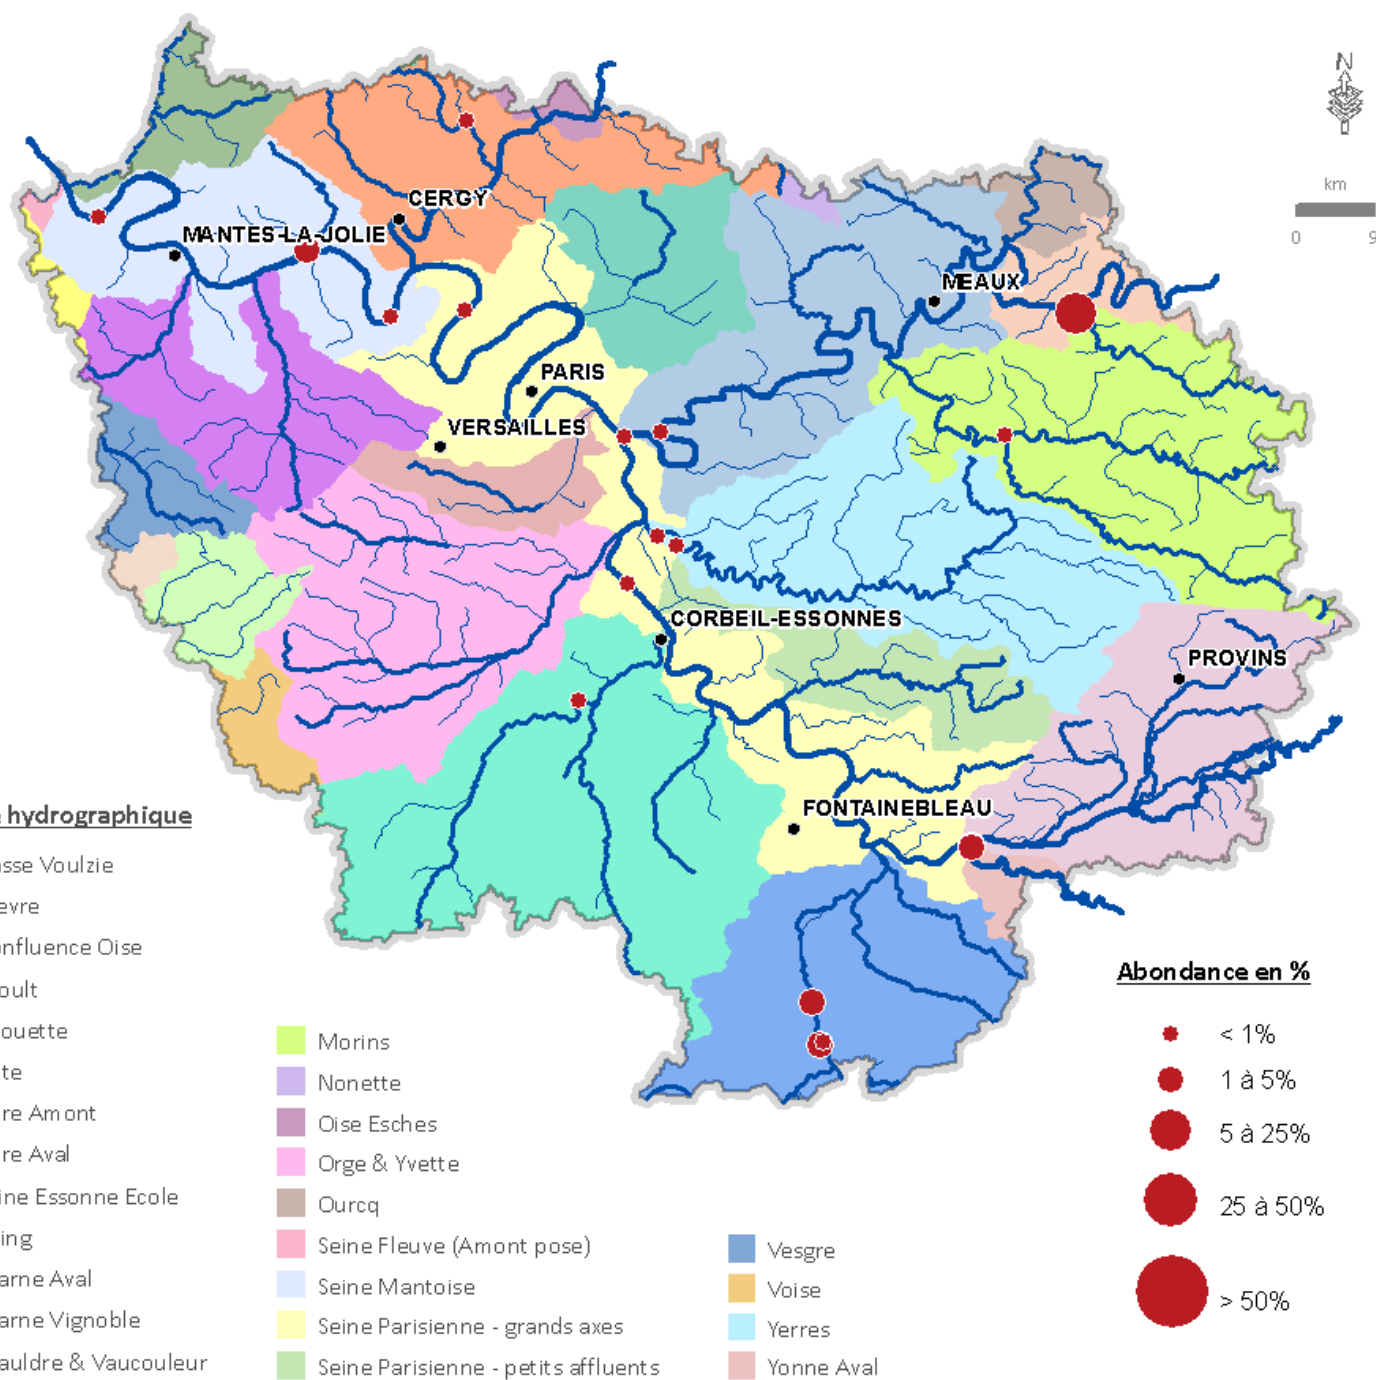 N
km
0 9
CERGY
MANTES-LA-JOLIE
MEAUX
PARIS
VERSAILLES
CORBEIL-ESSONNES
PROVINS
FONTAINEBLEAU
hydrographique
sse Voulzie
evre
nfluence Oise
oult
ouette
te
re Amont
re Aval
ine Essonne Ecole
ing
arne Aval
arne Vignoble
auldre & Vaucouleur
Morins
Nonette
Oise Esches
Orge & Yvette
Ourcq
Seine Fleuve (Amont pose)
Seine Mantoise
Seine Parisienne - grands axes
Seine Parisienne - petits affluents
Vesgre
Voise
Yerres
Yonne Aval
Abondance en %
< 1%
1 à 5%
5 à 25%
25 à 50%
> 50%